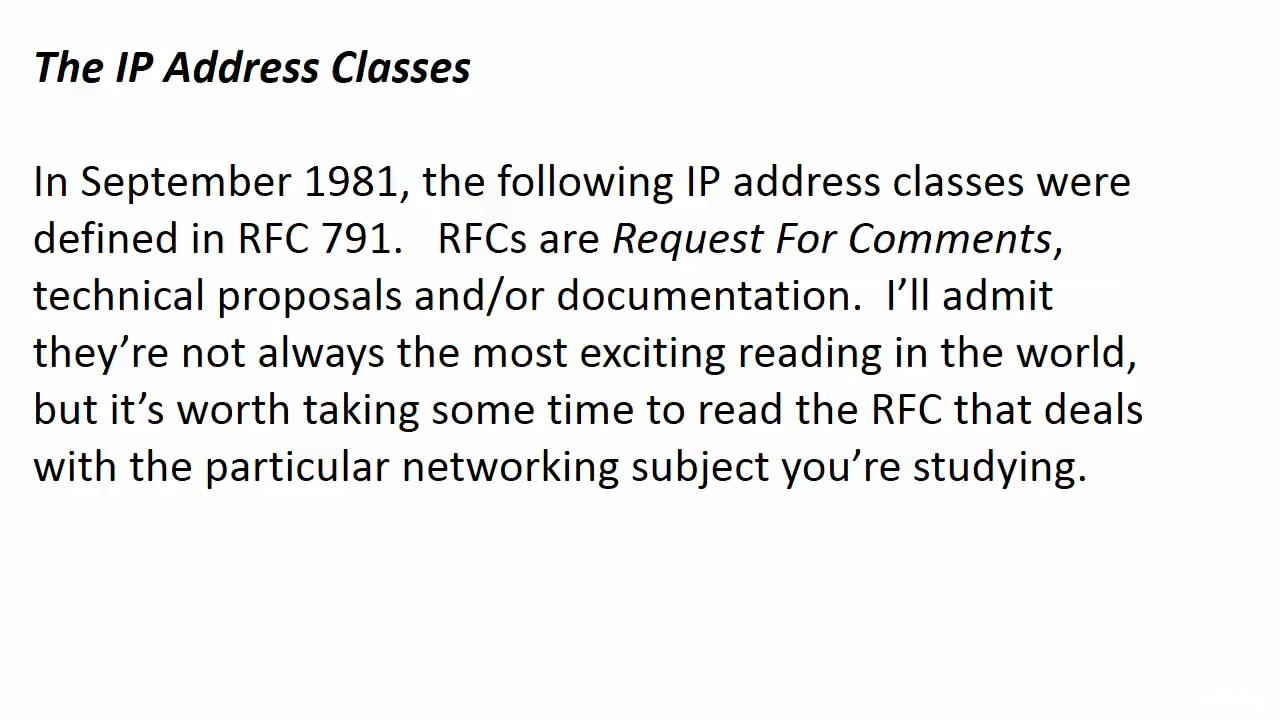 The IP Address Classes
In September 1981, the following IP address classes were
defined in RFC 791.   RFCs are Request For Comments,
technical proposals and/or documentation.  I’ll admit
they’re not always the most exciting reading in the world,
but it’s worth taking some time to read the RFC that deals
with the particular networking subject you’re studying.